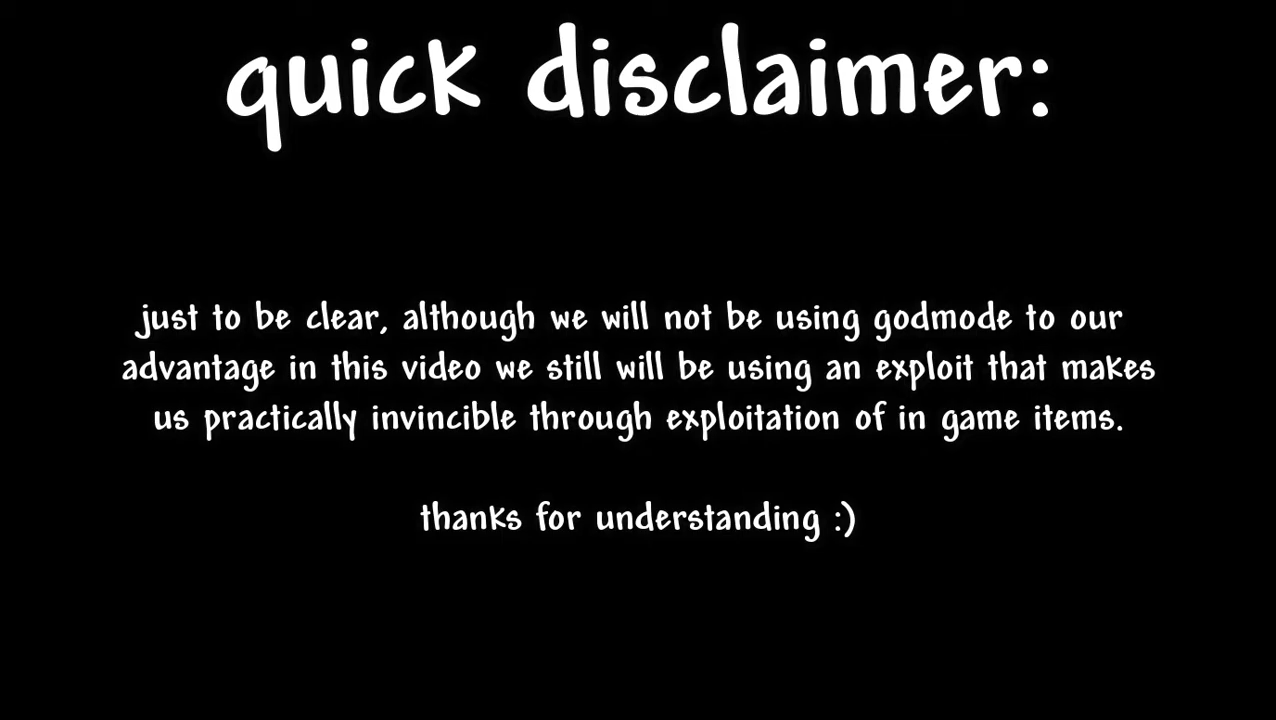 quick disclaimer:
just to be clear, although we will not be using godmode to our
advantage in this video we still will be using an exploit that makes
us practically invincible through exploitation of in game items.
thanks for understanding :)